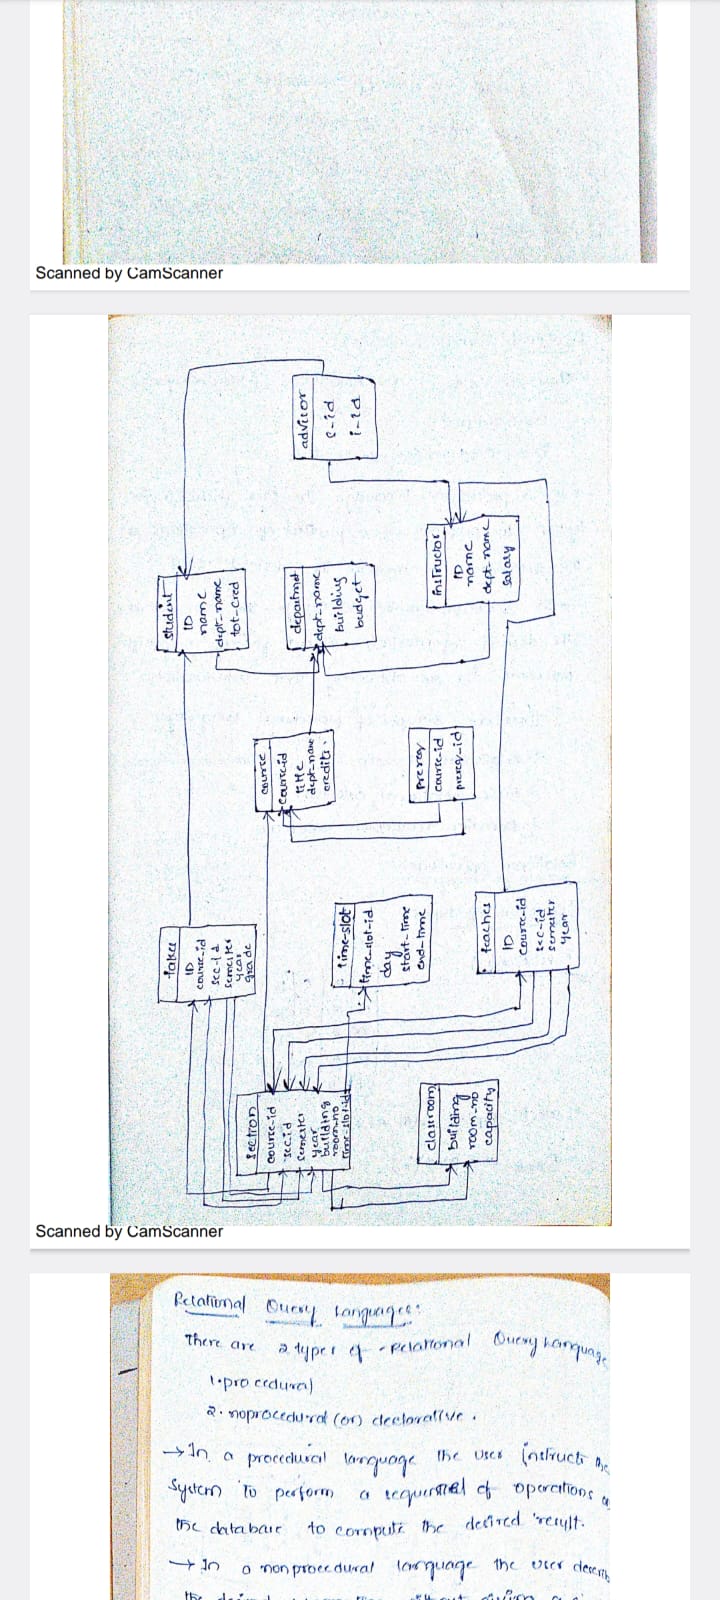 Scanned by CamScanner
advisor
s-id
i-id
student
ID
name
dept-name
tot-cred
department
dept-name
building
budget
instructor
ID
name
dept-name
salary
course
course-id
title
dept-name
credits
prereq
course-id
prereq-id
takes
ID
course-id
sec-id
semester
year
grade
time-slot
time-slot-id
day
start-time
end-time
teaches
ID
course-id
sec-id
semester
year
section
course-id
sec.id
semester
year
building
room-no
time-slot-id
classroom
building
room-no
capacity
Scanned by CamScanner
Relational Query Languages:
There are 2 types of Relational Query Language
1.procedural
2. noprocedural (or) declarative.
→In a procedural language the user instructs the
System to perform a sequential of operations
the database to compute the desired result.
→ In a non procedural language the user
the